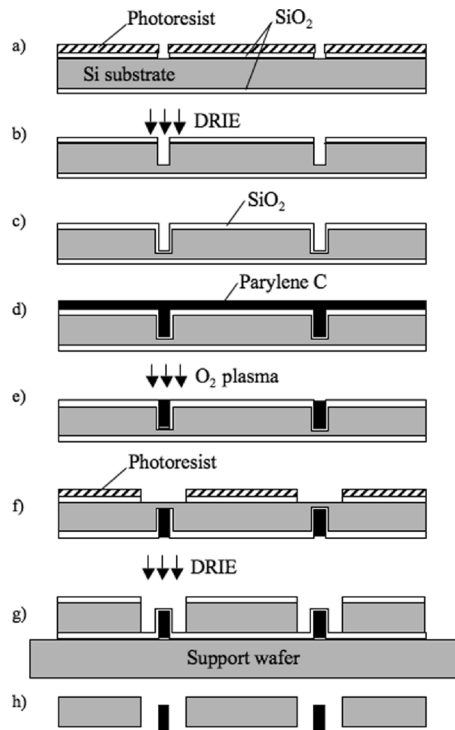 Photoresist
SiO2
a)
Si substrate
b)
DRIE
c)
SiO2
Parylene C
d)
O2 plasma
e)
Photoresist
f)
DRIE
g)
Support wafer
h)